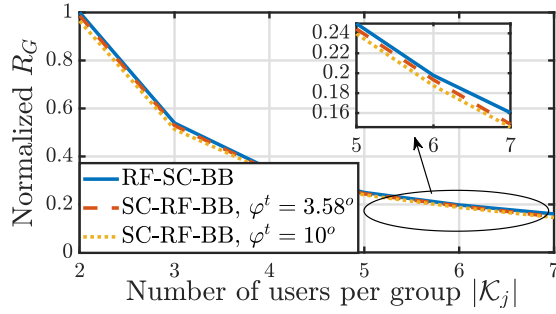 Normalized R_G
1
0.8
0.6
0.4
0.2
0
0.24
0.22
0.2
0.18
0.16
5 6 7
RF-SC-BB
SC-RF-BB, φ^t = 3.58^o
SC-RF-BB, φ^t = 10^o
2 3 4 5 6 7
Number of users per group |𝒦_j|